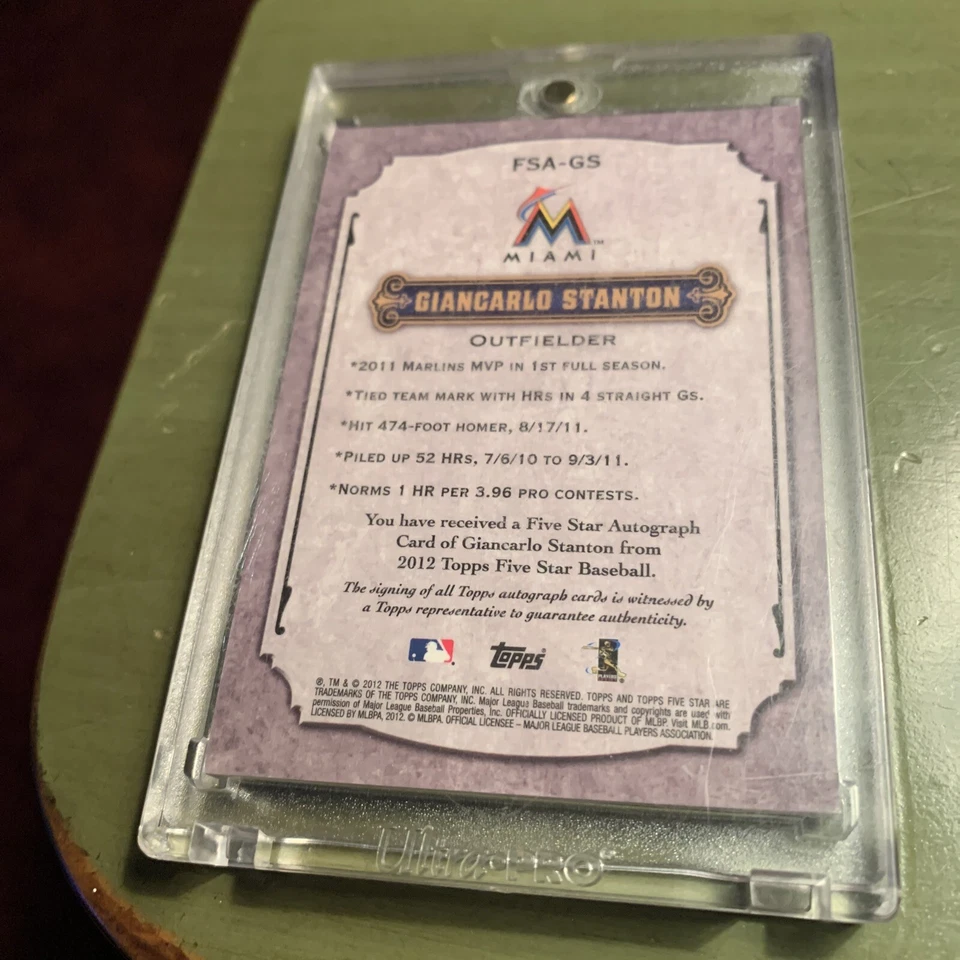 FSA-GS
M™
MIAMI
GIANCARLO STANTON
OUTFIELDER
*2011 MARLINS MVP IN 1ST FULL SEASON.
*TIED TEAM MARK WITH HRS IN 4 STRAIGHT GS.
*HIT 474-FOOT HOMER, 8/17/11.
*PILED UP 52 HRS, 7/6/10 TO 9/3/11.
*NORMS 1 HR PER 3.96 PRO CONTESTS.
You have received a Five Star Autograph
Card of Giancarlo Stanton from
2012 Topps Five Star Baseball.
The signing of all Topps autograph cards is witnessed by
a Topps representative to guarantee authenticity.
Topps
®, TM & © 2012 THE TOPPS COMPANY, INC. ALL RIGHTS RESERVED. TOPPS AND TOPPS FIVE STAR ARE
TRADEMARKS OF THE TOPPS COMPANY, INC. Major League Baseball trademarks and copyrights are used with
permission of Major League Baseball Properties, Inc. OFFICIALLY LICENSED PRODUCT OF MLBP. Visit MLB.com.
LICENSED BY MLBPA, 2012. © MLBPA. OFFICIAL LICENSEE – MAJOR LEAGUE BASEBALL PLAYERS ASSOCIATION.
Ultra·PRO